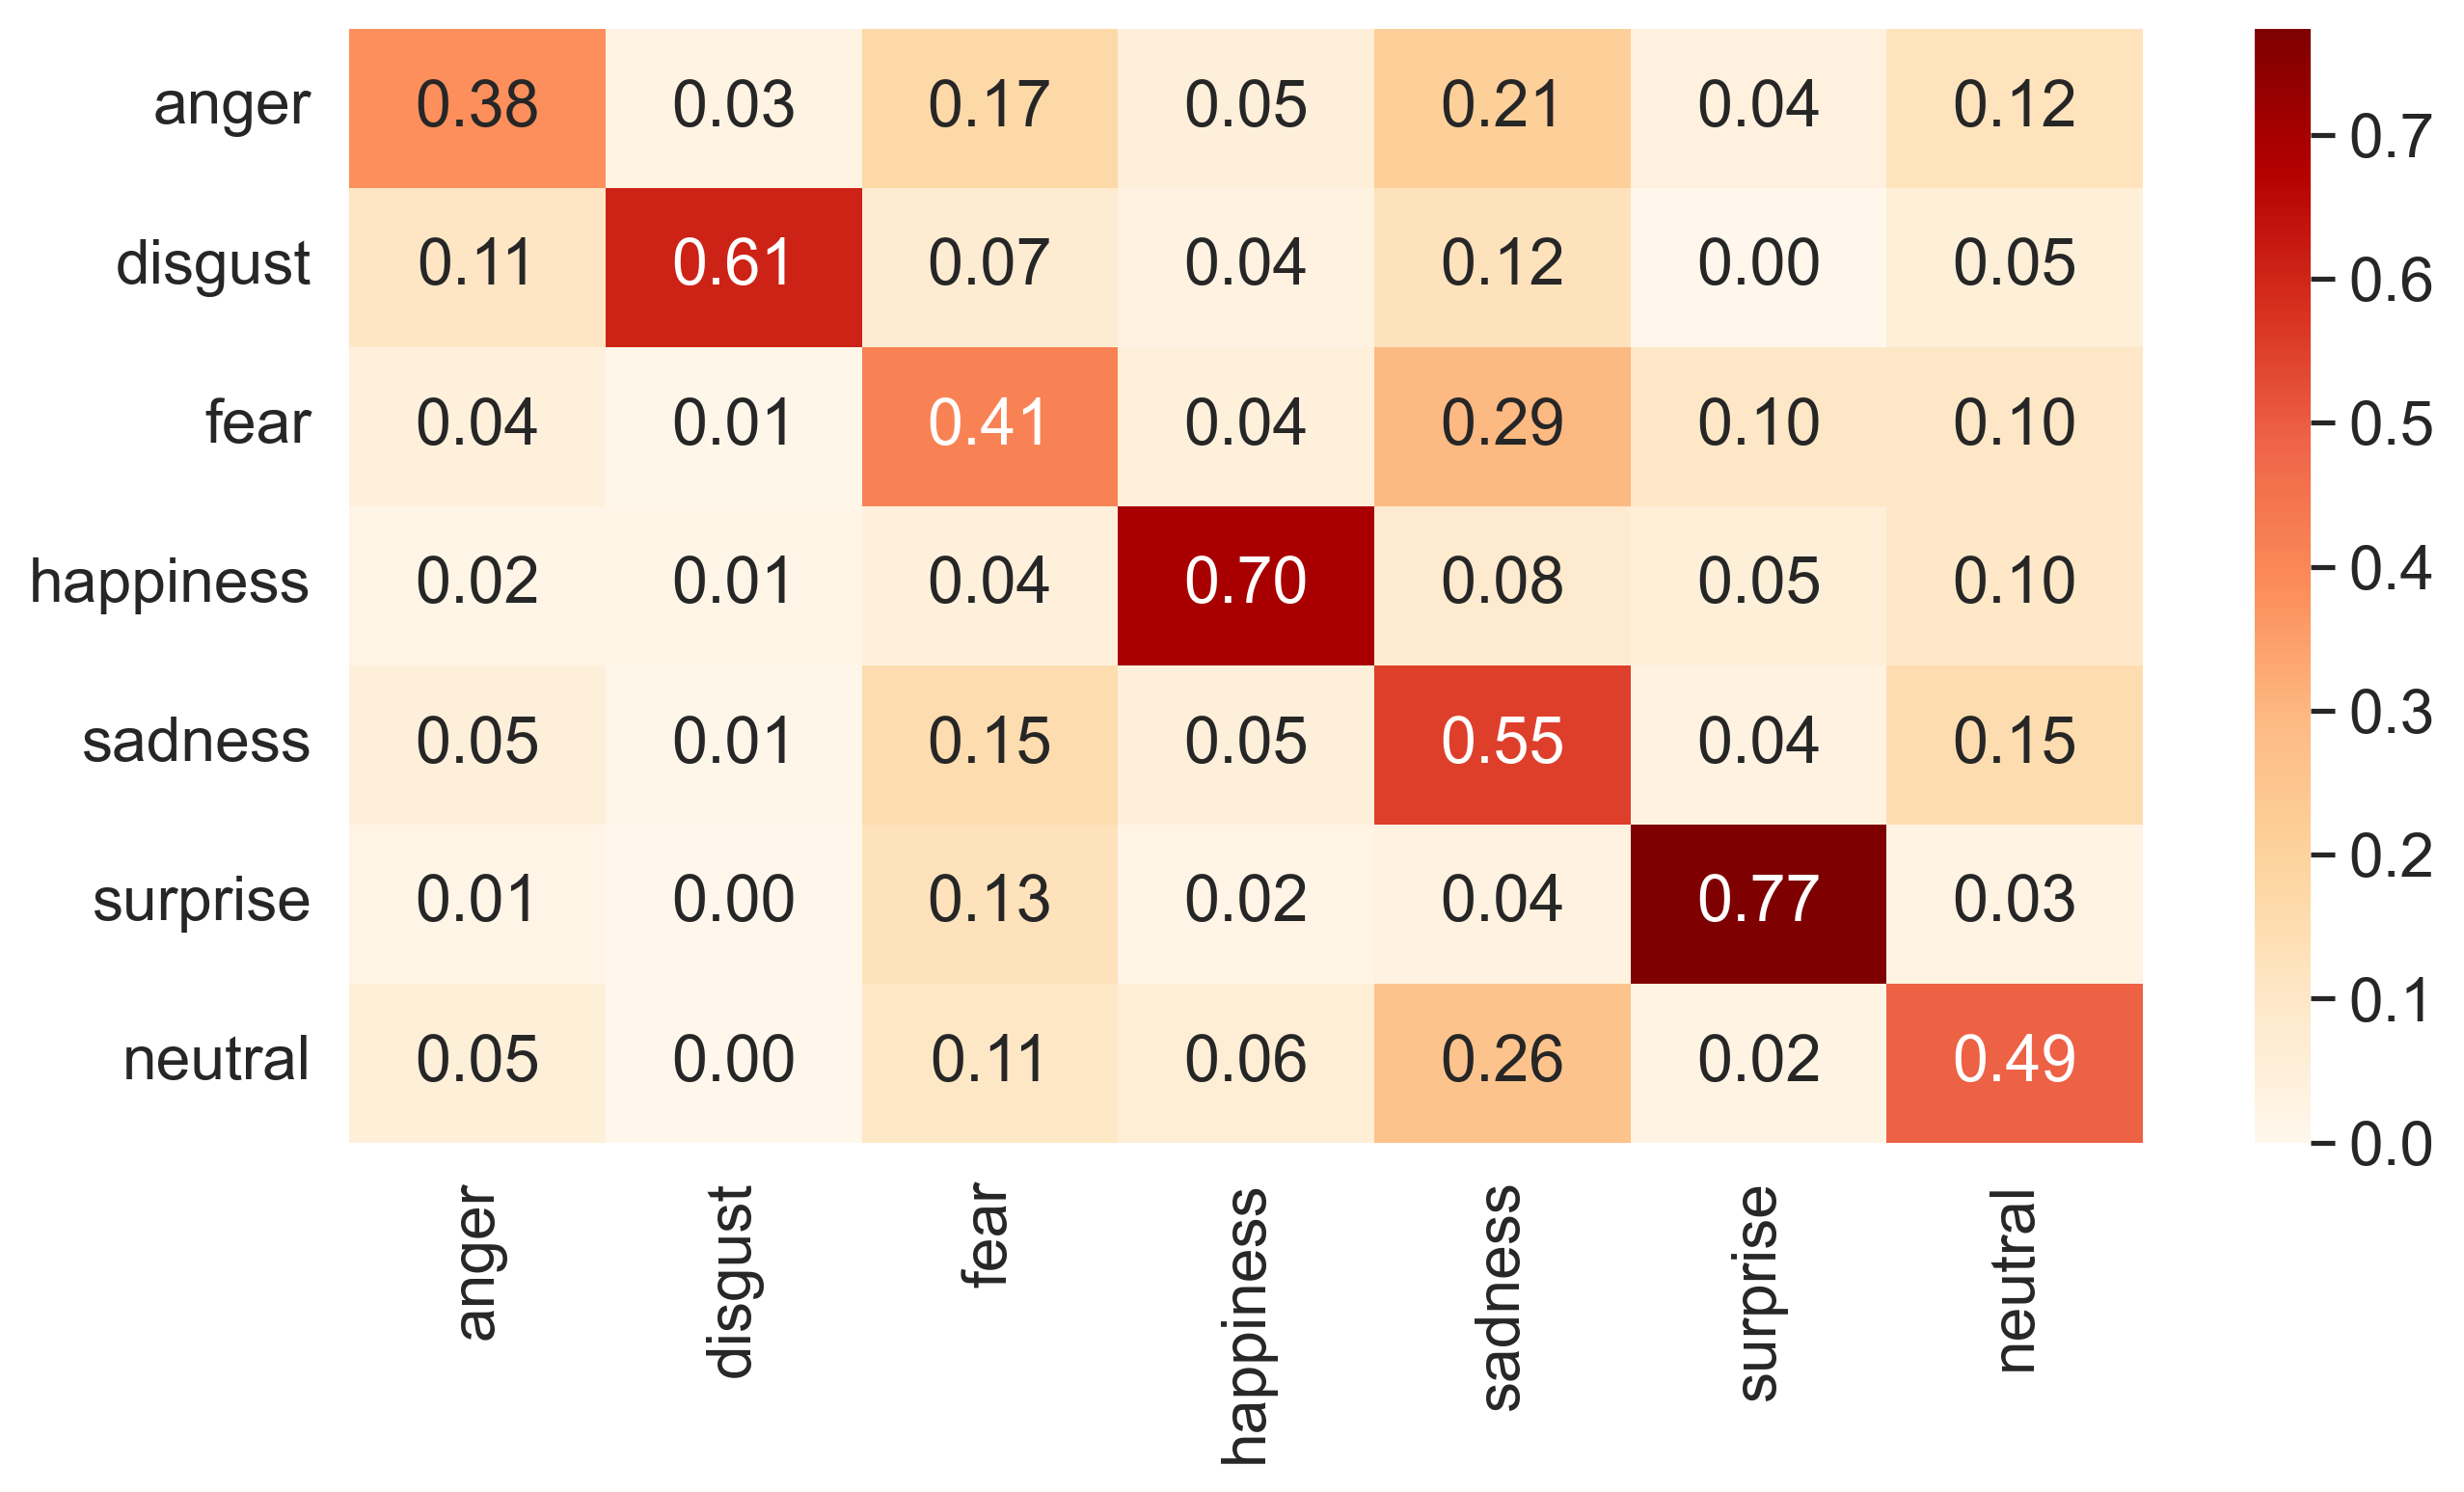 anger 0.38 0.03 0.17 0.05 0.21 0.04 0.12
disgust 0.11 0.61 0.07 0.04 0.12 0.00 0.05
fear 0.04 0.01 0.41 0.04 0.29 0.10 0.10
happiness 0.02 0.01 0.04 0.70 0.08 0.05 0.10
sadness 0.05 0.01 0.15 0.05 0.55 0.04 0.15
surprise 0.01 0.00 0.13 0.02 0.04 0.77 0.03
neutral 0.05 0.00 0.11 0.06 0.26 0.02 0.49
anger disgust fear happiness sadness surprise neutral
0.7
0.6
0.5
0.4
0.3
0.2
0.1
0.0